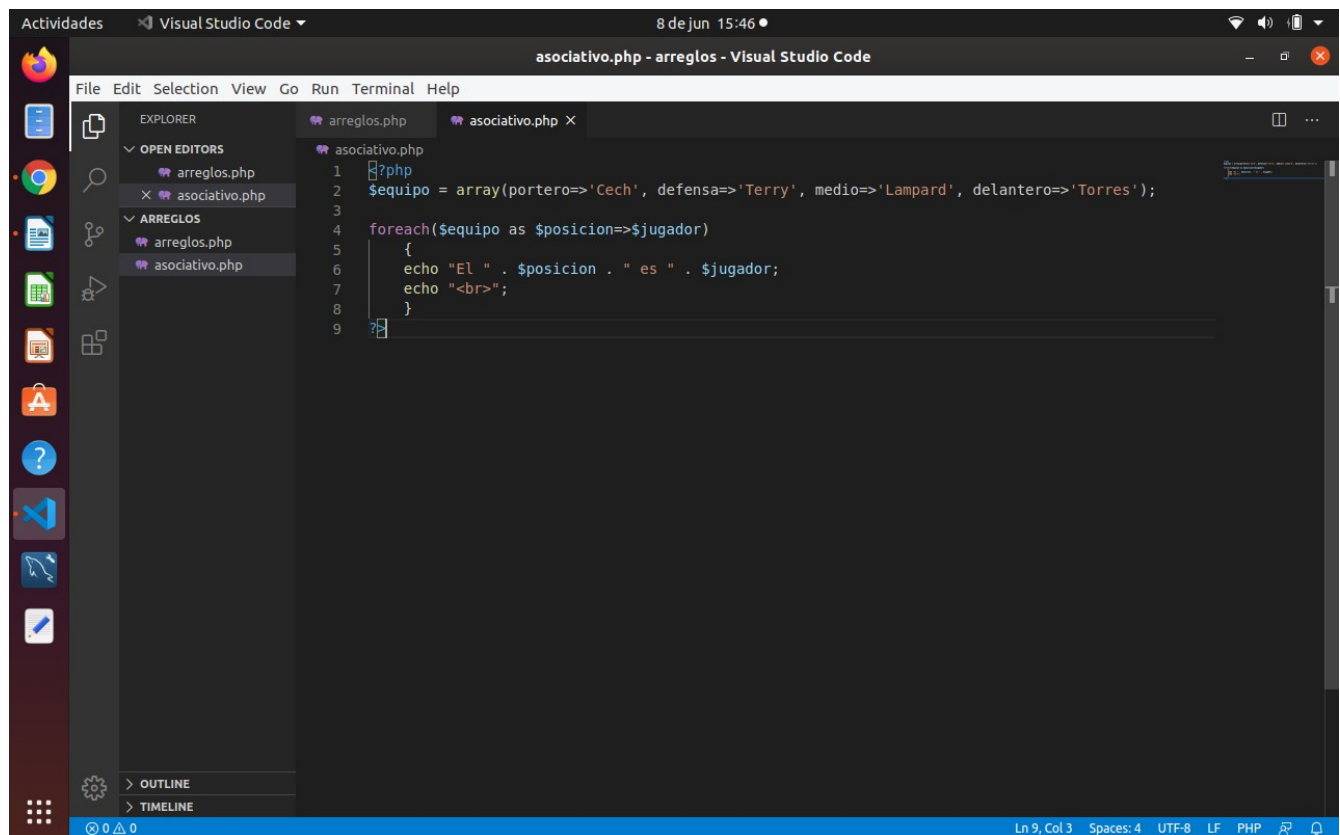 Actividades Visual Studio Code 8 de jun 15:46
asociativo.php - arreglos - Visual Studio Code
File Edit Selection View Go Run Terminal Help
EXPLORER
OPEN EDITORS
arreglos.php
asociativo.php
ARREGLOS
arreglos.php
asociativo.php
OUTLINE
TIMELINE
arreglos.php asociativo.php
asociativo.php
1 <?php
2 $equipo = array(portero=>'Cech', defensa=>'Terry', medio=>'Lampard', delantero=>'Torres');
3
4 foreach($equipo as $posicion=>$jugador)
5 {
6 echo "El " . $posicion . " es " . $jugador;
7 echo "<br>";
8 }
9 ?>
0 0 Ln 9, Col 3 Spaces: 4 UTF-8 LF PHP